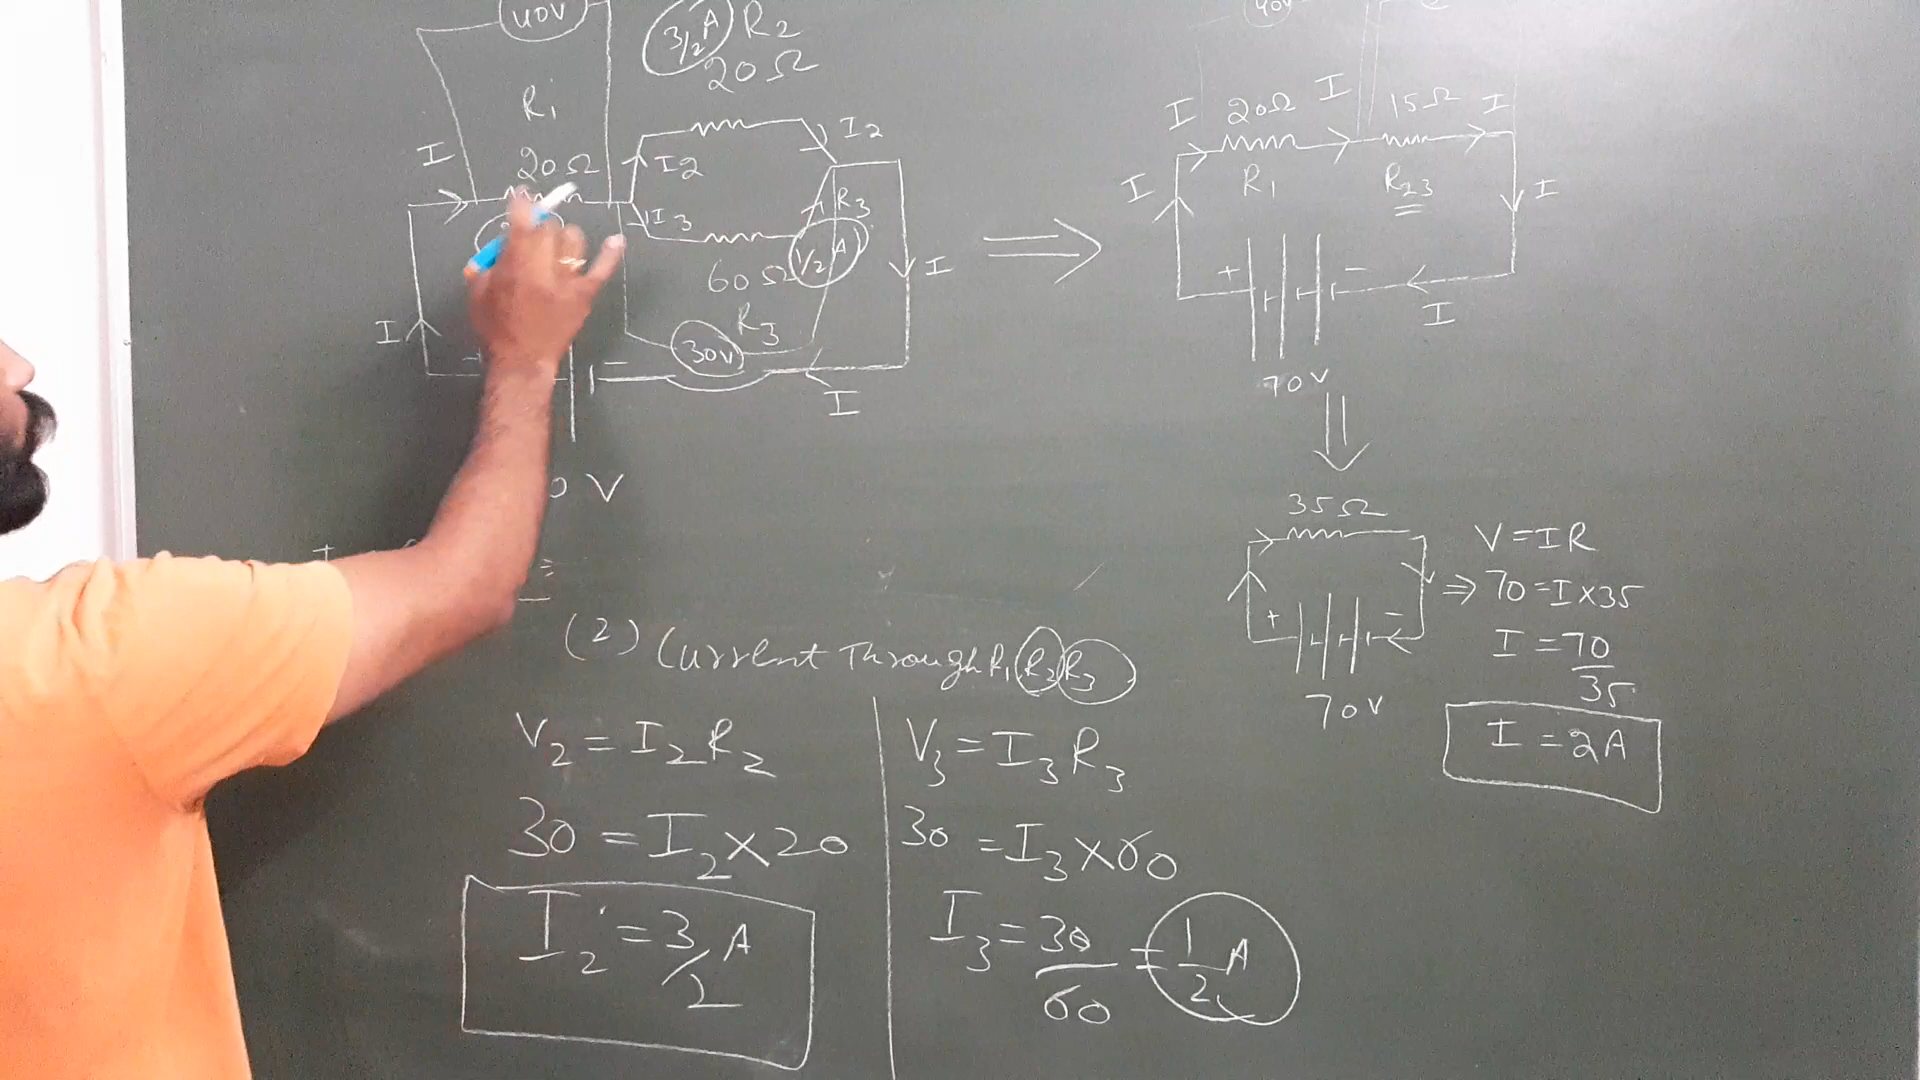 40V
3/2 A R2
20Ω
R1
20Ω
I
I2
I2
I3
R3
1/2 A
60Ω
R3
I
I
30V
I
V
40V
I 20Ω I 15Ω I
R1
R23
I
I
+ −
I
70V
35Ω
+ −
70V
V = IR
⇒ 70 = I × 35
I = 70
35
I = 2A
(2) Current Through R1 R2 R3
V2 = I2 R2
30 = I2 × 20
I2 = 3/2 A
V3 = I3 R3
30 = I3 × 60
I3 = 30/60 = 1/2 A